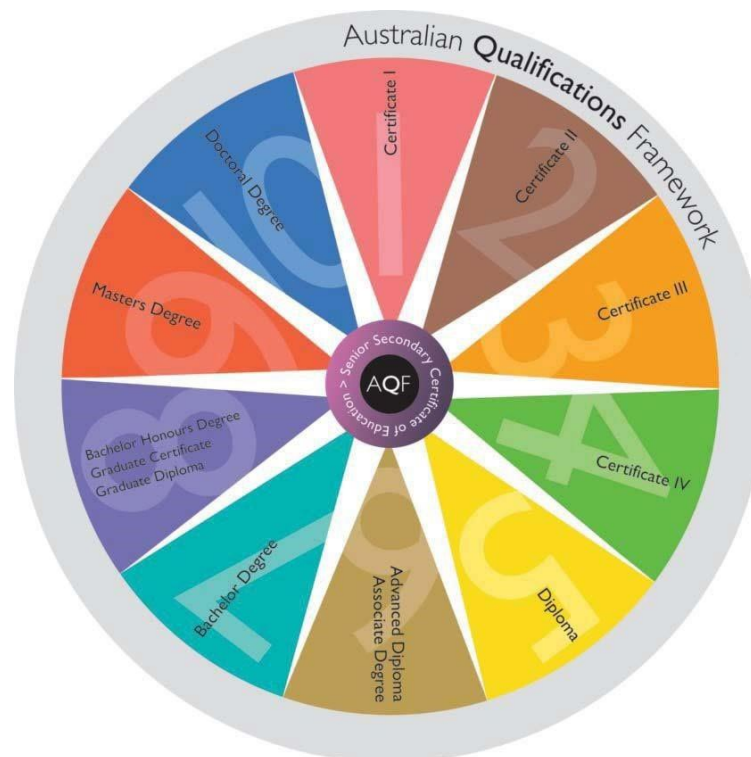 Australian Qualifications Framework
1
Certificate I
2
Certificate II
3
Certificate III
4
Certificate IV
5
Diploma
6
Advanced Diploma
Associate Degree
7
Bachelor Degree
8
Bachelor Honours Degree
Graduate Certificate
Graduate Diploma
9
Masters Degree
10
Doctoral Degree
Senior Secondary Certificate of Education >
AQF